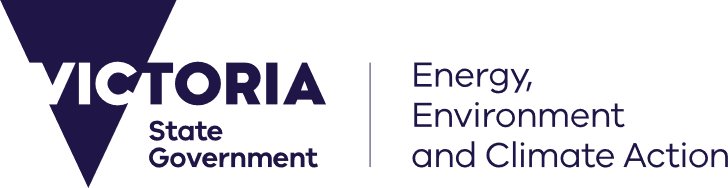 VICTORIA
State
Government
Energy,
Environment
and Climate Action